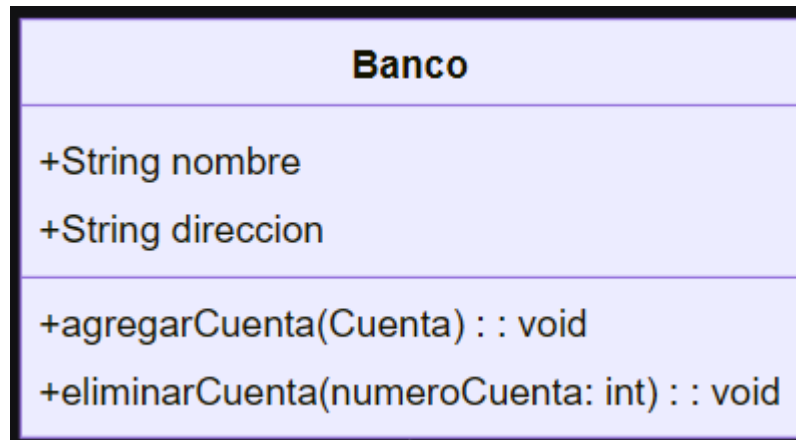 Banco
+String nombre
+String direccion
+agregarCuenta(Cuenta) : : void
+eliminarCuenta(numeroCuenta: int) : : void